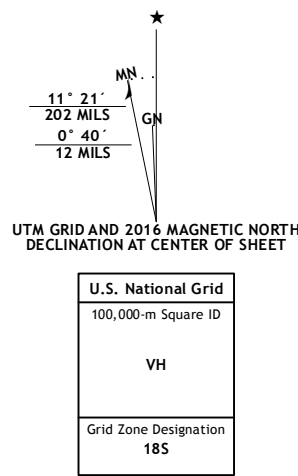 ★
MN
GN
11° 21´
202 MILS
0° 40´
12 MILS
UTM GRID AND 2016 MAGNETIC NORTH
DECLINATION AT CENTER OF SHEET
U.S. National Grid
100,000-m Square ID
VH
Grid Zone Designation
18S